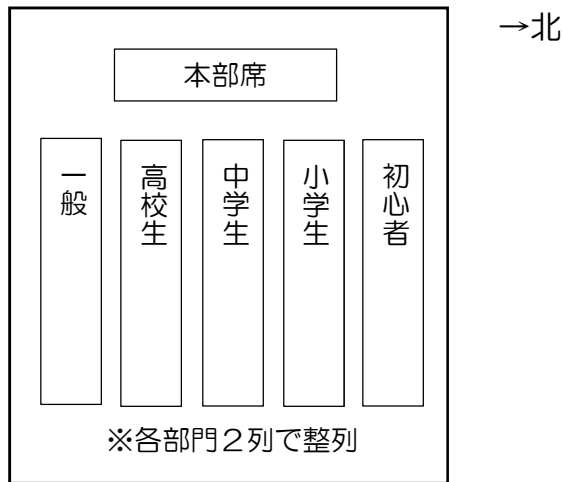 →北
本部席
一般
高校生
中学生
小学生
初心者
※各部門２列で整列